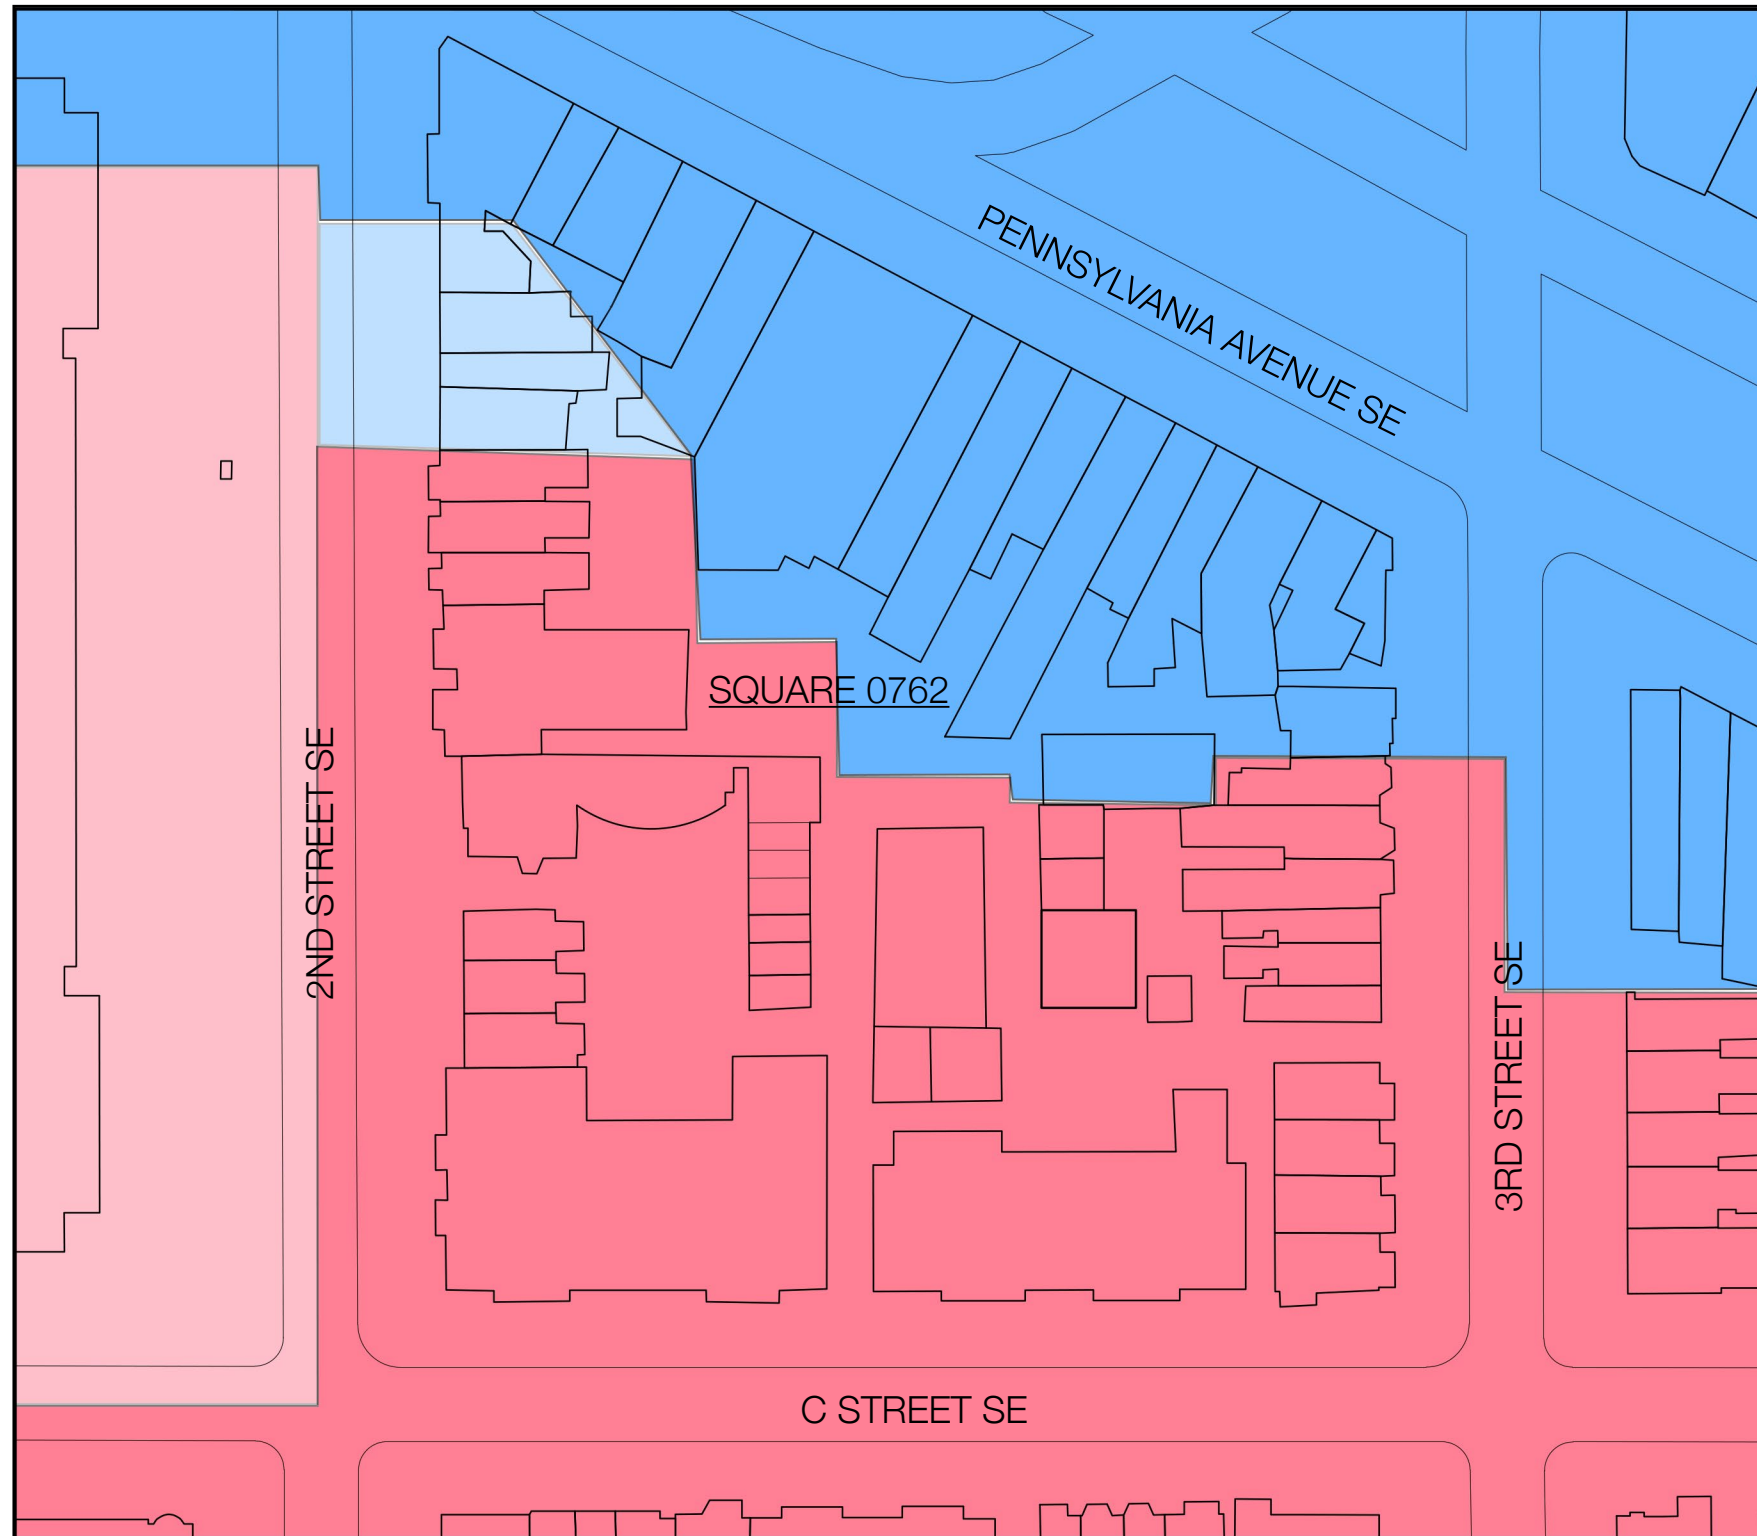 PENNSYLVANIA AVENUE SE
SQUARE 0762
2ND STREET SE
3RD STREET SE
C STREET SE